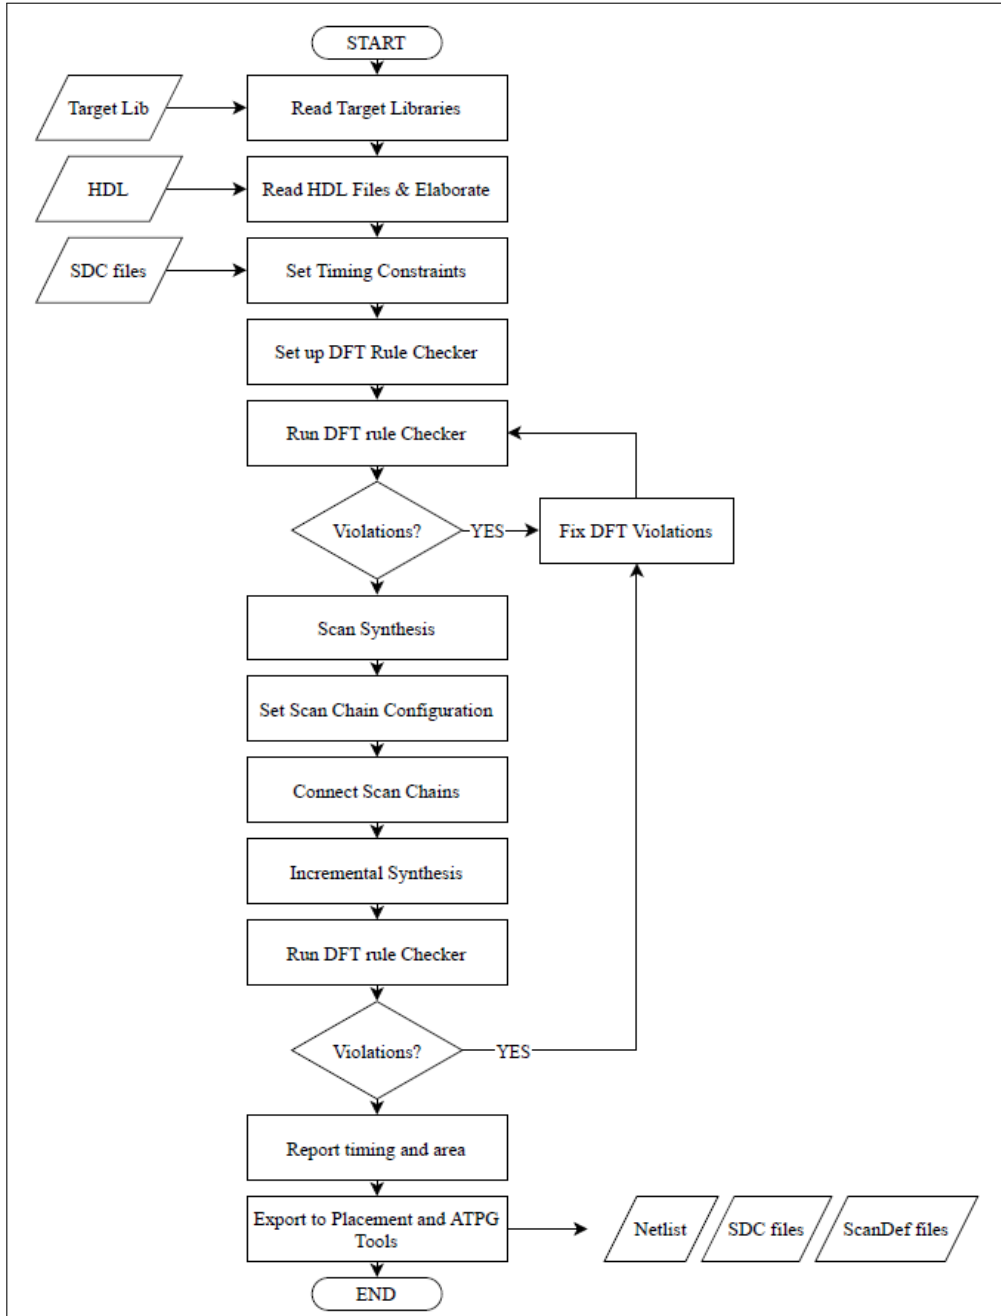 START
Target Lib
Read Target Libraries
HDL
Read HDL Files & Elaborate
SDC files
Set Timing Constraints
Set up DFT Rule Checker
Run DFT rule Checker
Violations?
YES
Fix DFT Violations
Scan Synthesis
Set Scan Chain Configuration
Connect Scan Chains
Incremental Synthesis
Run DFT rule Checker
Violations?
YES
Report timing and area
Export to Placement and ATPG
Tools
Netlist
SDC files
ScanDef files
END